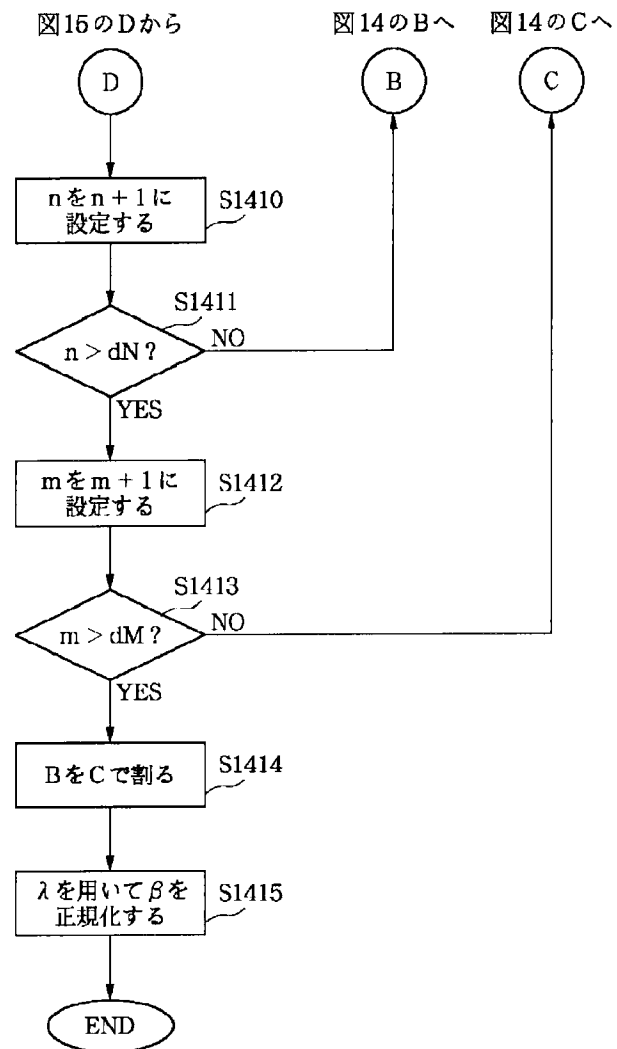 図15のDから
図14のBへ
図14のCへ
D
B
C
nをn+1に
設定する
S1410
S1411
n > dN ?
NO
YES
mをm+1に
設定する
S1412
S1413
m > dM ?
NO
YES
BをCで割る
S1414
λを用いてβを
正規化する
S1415
END